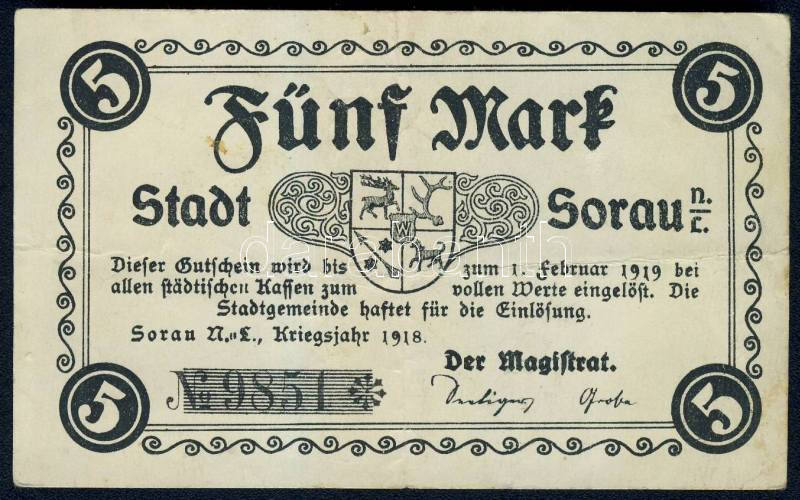 5 5
Fünf Mark
Stadt Sorau n./L.
W
Dieser Gutschein wird bis zum 1. Februar 1919 bei
allen städtischen Kassen zum vollen Werte eingelöst. Die
Stadtgemeinde haftet für die Einlösung.
Sorau N.=L., Kriegsjahr 1918.
Der Magistrat.
№ 9851
5 5